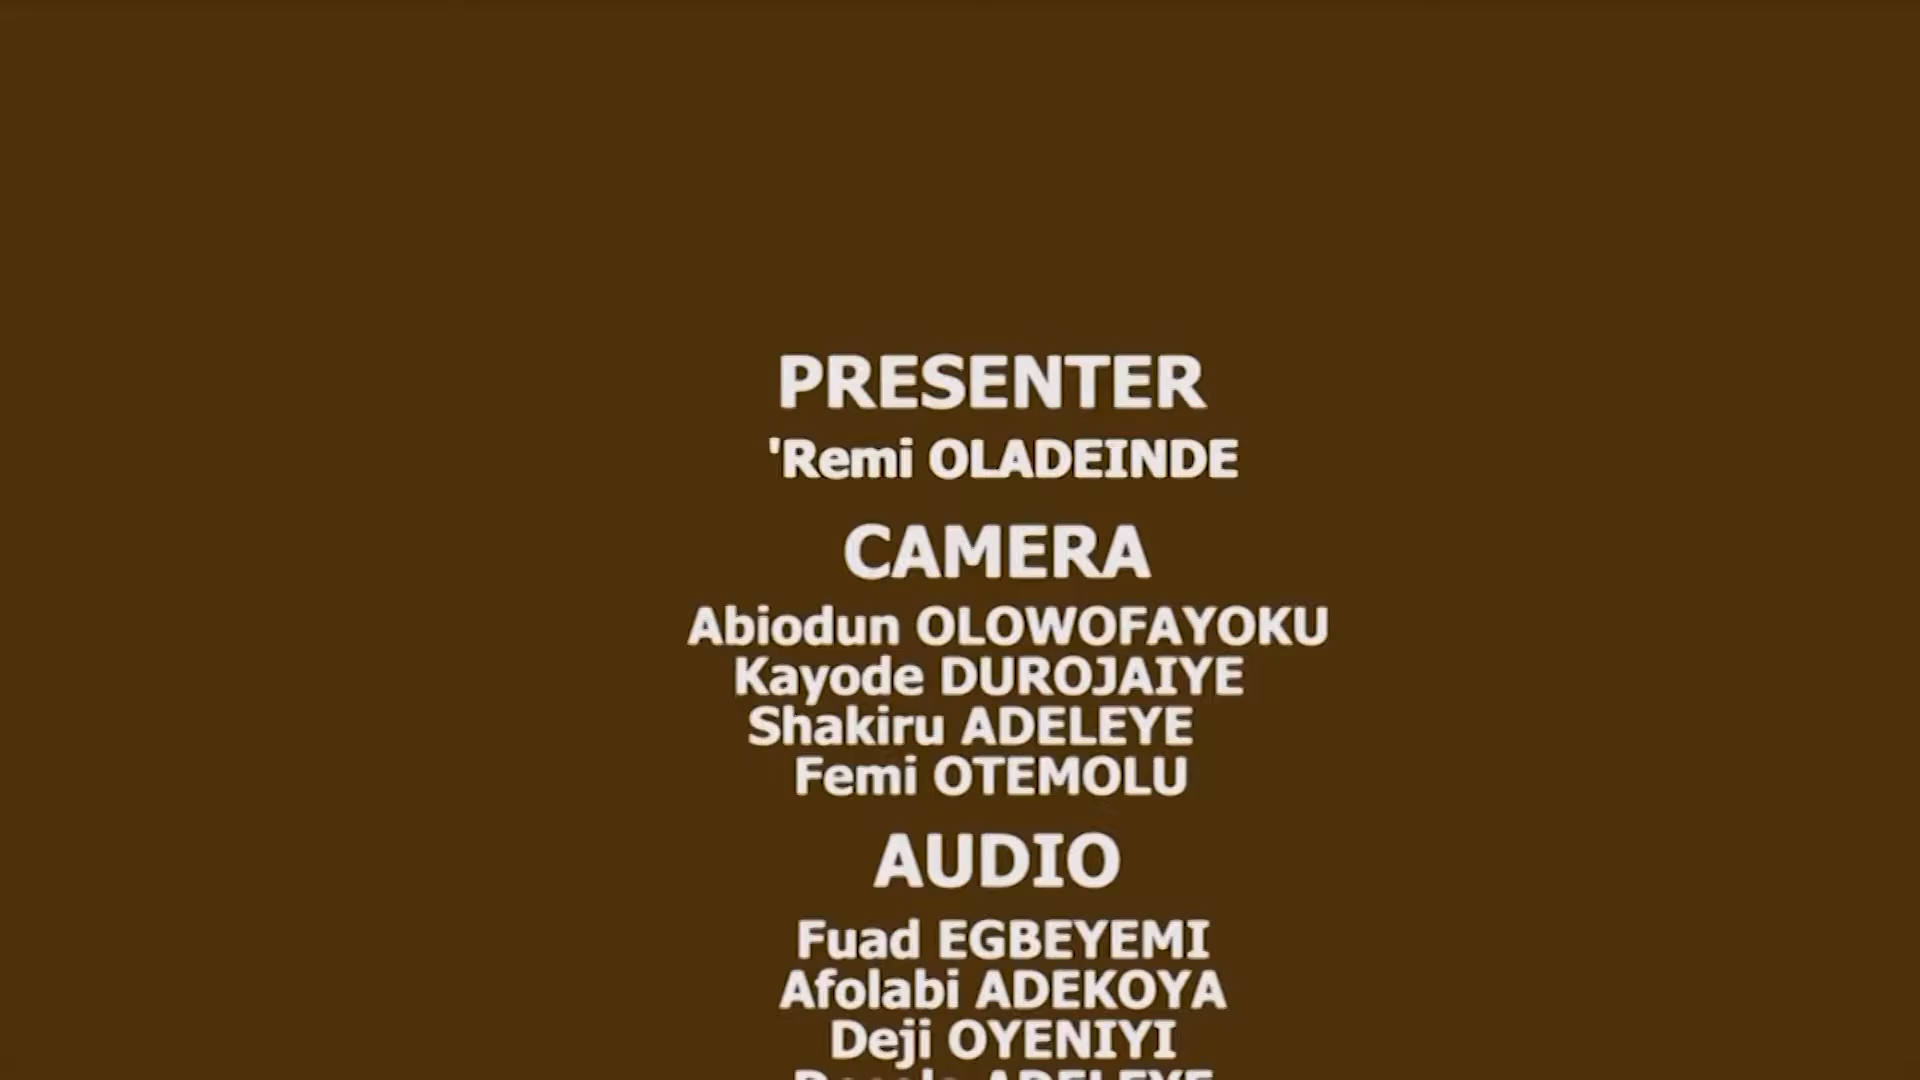 PRESENTER
'Remi OLADEINDE
CAMERA
Abiodun OLOWOFAYOKU
Kayode DUROJAIYE
Shakiru ADELEYE
Femi OTEMOLU
AUDIO
Fuad EGBEYEMI
Afolabi ADEKOYA
Deji OYENIYI
ADELEYE